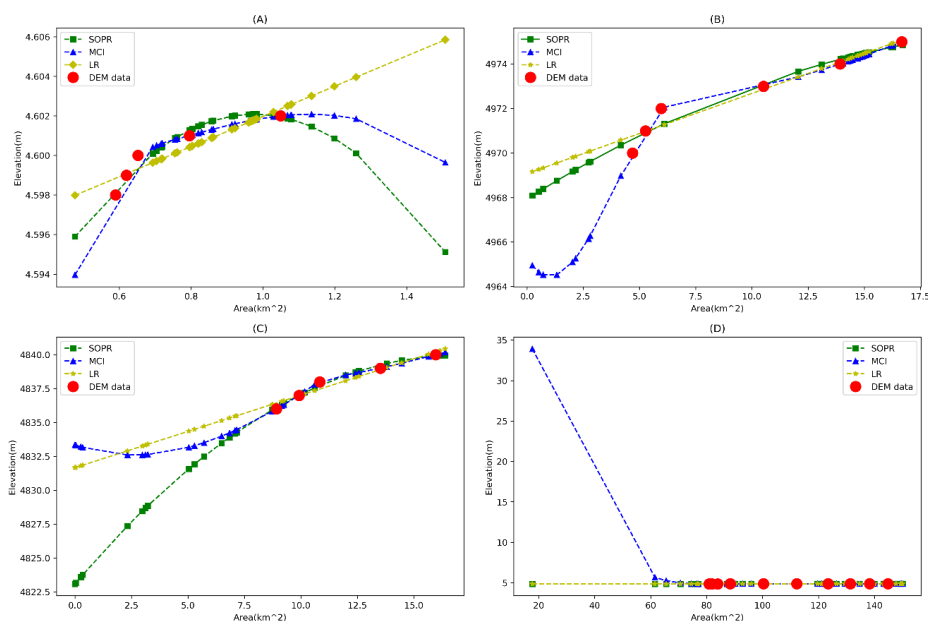 (A)
SOPR
MCI
LR
DEM data
Elevation(m)
4.606
4.604
4.602
4.600
4.598
4.596
4.594
0.6
0.8
1.0
1.2
1.4
Area(km^2)
(B)
SOPR
MCI
LR
DEM data
Elevation(m)
4974
4972
4970
4968
4966
4964
0.0
2.5
5.0
7.5
10.0
12.5
15.0
17.5
Area(km^2)
(C)
SOPR
MCI
LR
DEM data
Elevation(m)
4840.0
4837.5
4835.0
4832.5
4830.0
4827.5
4825.0
4822.5
0.0
2.5
5.0
7.5
10.0
12.5
15.0
Area(km^2)
(D)
SOPR
MCI
LR
DEM data
Elevation(m)
35
30
25
20
15
10
5
20
40
60
80
100
120
140
Area(km^2)